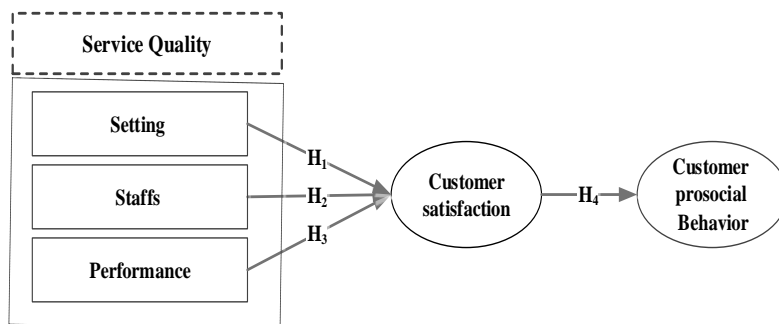 Service Quality
Setting
Staffs
Performance
H₁
H₂
H₃
Customer
satisfaction
H₄
Customer
prosocial
Behavior